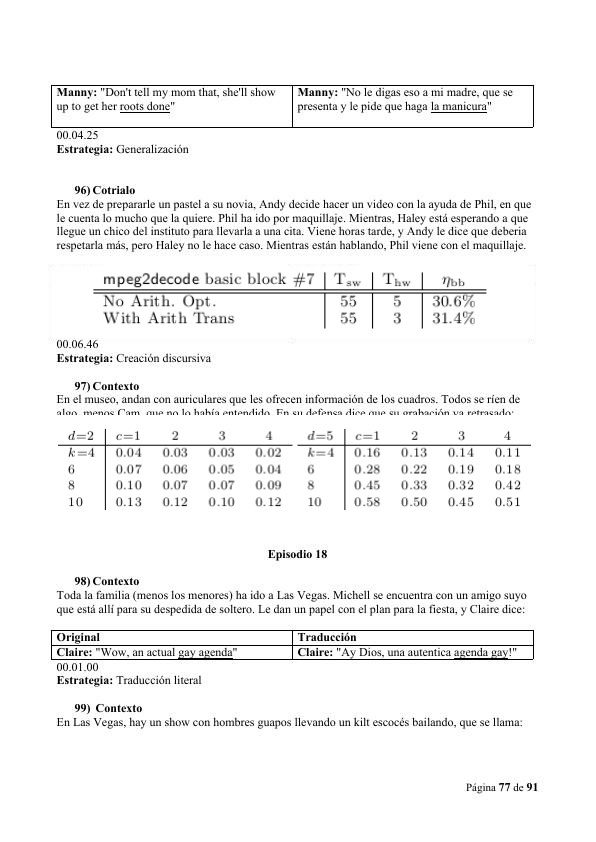 Manny: "Don't tell my mom that, she'll show
up to get her roots done"
Manny: "No le digas eso a mi madre, que se
presenta y le pide que haga la manicura"
00.04.25
Estrategia: Generalización
96) Cotrialo
En vez de prepararle un pastel a su novia, Andy decide hacer un video con la ayuda de Phil, en que
le cuenta lo mucho que la quiere. Phil ha ido por maquillaje. Mientras, Haley está esperando a que
llegue un chico del instituto para llevarla a una cita. Viene horas tarde, y Andy le dice que deberia
respetarla más, pero Haley no le hace caso. Mientras están hablando, Phil viene con el maquillaje.
mpeg2decode basic block #7 Tsw Thw ηbb
No Arith. Opt. 55 5 30.6%
With Arith Trans 55 3 31.4%
00.06.46
Estrategia: Creación discursiva
97) Contexto
En el museo, andan con auriculares que les ofrecen información de los cuadros. Todos se ríen de
algo, menos Cam, que no lo había entendido. En su defensa dice que su grabación va retrasado:
d=2 c=1 2 3 4 d=5 c=1 2 3 4
k=4 0.04 0.03 0.03 0.02 k=4 0.16 0.13 0.14 0.11
6 0.07 0.06 0.05 0.04 6 0.28 0.22 0.19 0.18
8 0.10 0.07 0.07 0.09 8 0.45 0.33 0.32 0.42
10 0.13 0.12 0.10 0.12 10 0.58 0.50 0.45 0.51
Episodio 18
98) Contexto
Toda la familia (menos los menores) ha ido a Las Vegas. Michell se encuentra con un amigo suyo
que está allí para su despedida de soltero. Le dan un papel con el plan para la fiesta, y Claire dice:
Original Traducción
Claire: "Wow, an actual gay agenda" Claire: "Ay Dios, una autentica agenda gay!"
00.01.00
Estrategia: Traducción literal
99) Contexto
En Las Vegas, hay un show con hombres guapos llevando un kilt escocés bailando, que se llama:
Página 77 de 91